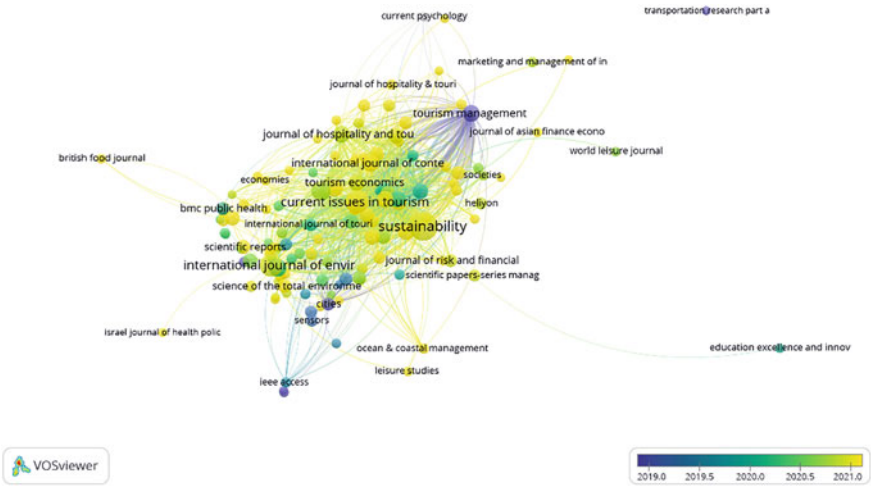 transportation research part a
current psychology
marketing and management of in
journal of hospitality & touri
tourism management
journal of hospitality and tou
journal of asian finance econo
world leisure journal
british food journal
international journal of conte
societies
economies
tourism economics
current issues in tourism
heliyon
bmc public health
international journal of touri
sustainability
scientific reports
journal of risk and financial
international journal of envir
scientific papers-series manag
science of the total environme
cities
sensors
israel journal of health polic
ocean & coastal management
education excellence and innov
leisure studies
ieee access
VOSviewer
2019.0 2019.5 2020.0 2020.5 2021.0